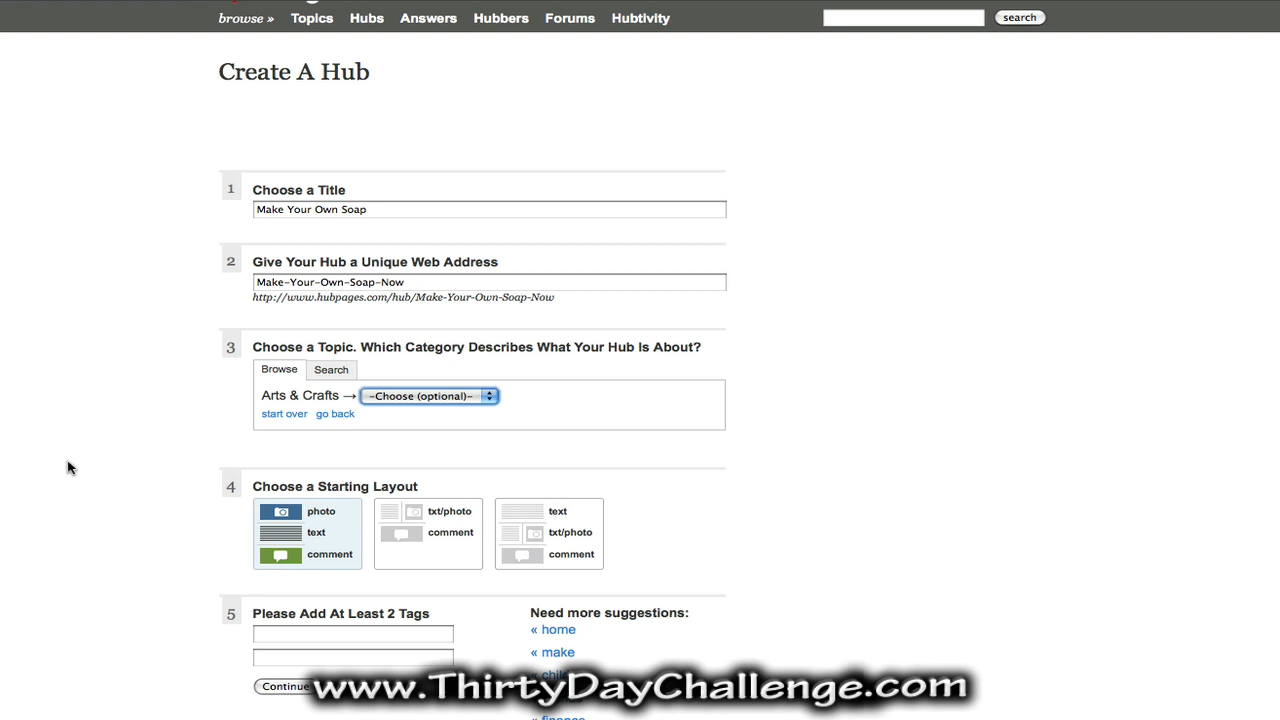 browse » Topics Hubs Answers Hubbers Forums Hubtivity search
Create A Hub
1 Choose a Title
Make Your Own Soap
2 Give Your Hub a Unique Web Address
Make-Your-Own-Soap-Now
http://www.hubpages.com/hub/Make-Your-Own-Soap-Now
3 Choose a Topic. Which Category Describes What Your Hub Is About?
Browse Search
Arts & Crafts → -Choose (optional)-
start over go back
4 Choose a Starting Layout
photo txt/photo text
text comment txt/photo
comment comment
5 Please Add At Least 2 Tags Need more suggestions:
« home
« make
Continue www.ThirtyDayChallenge.com
« finance